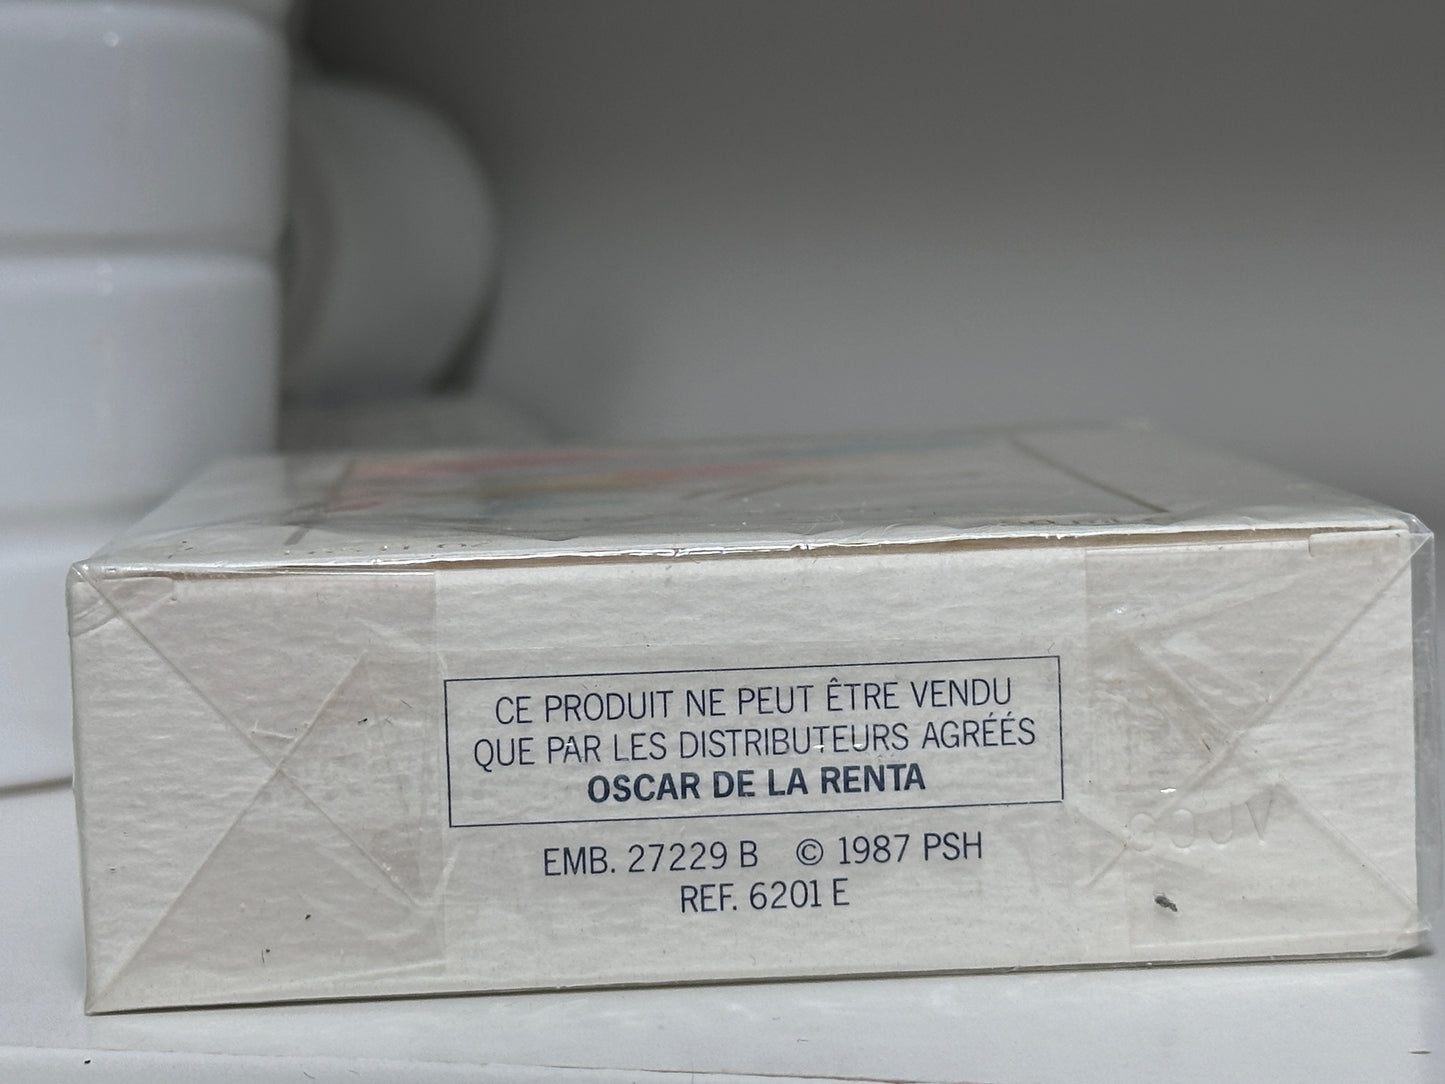 CE PRODUIT NE PEUT ÊTRE VENDU
QUE PAR LES DISTRIBUTEURS AGRÉÉS
OSCAR DE LA RENTA
EMB. 27229 B © 1987 PSH
REF. 6201 E